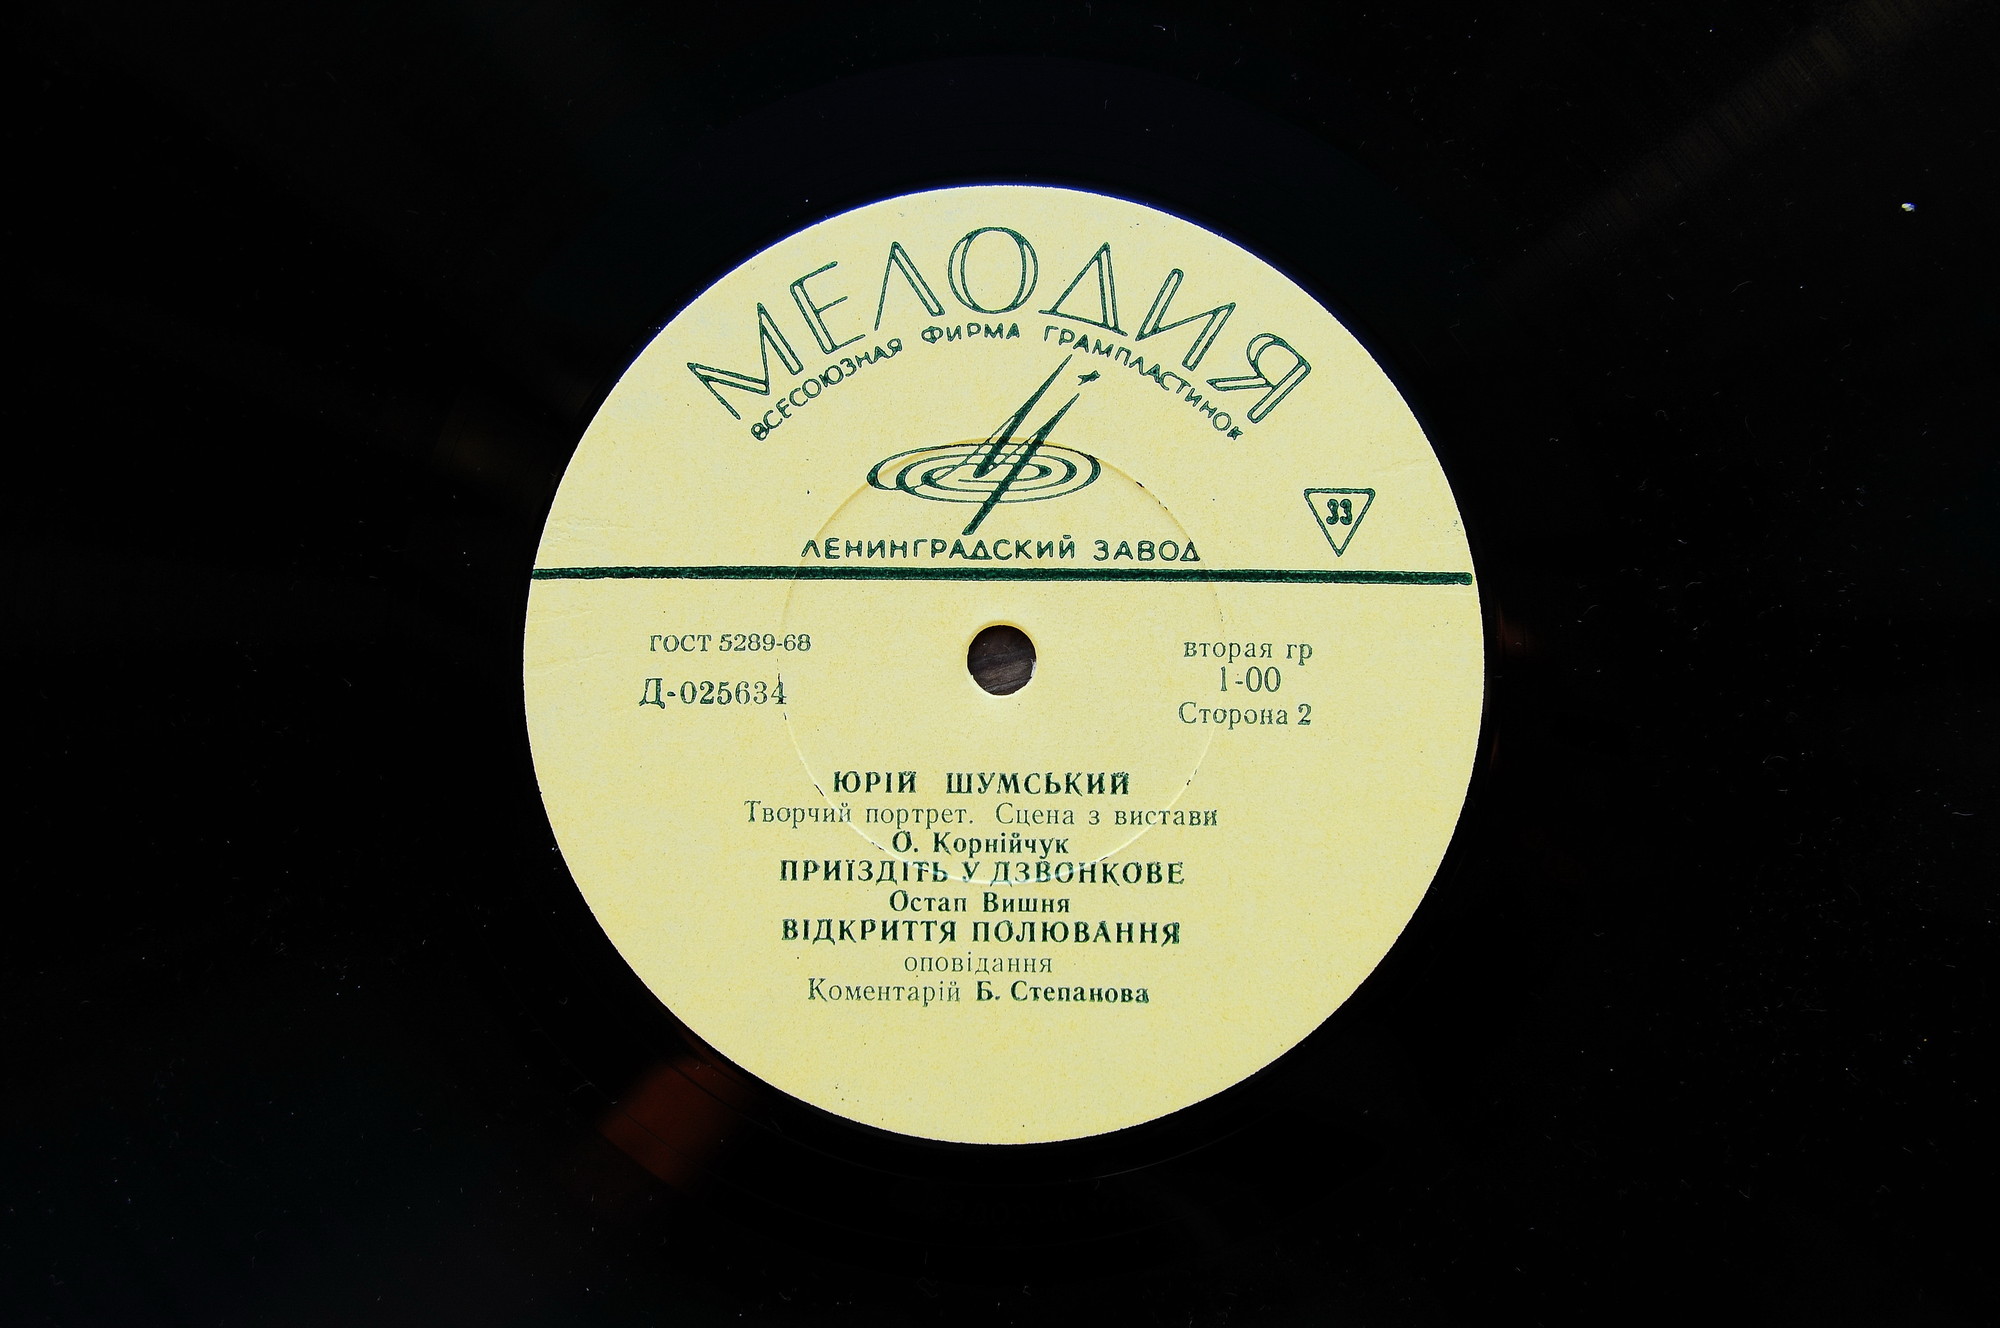 МЕЛОДИЯ
ВСЕСОЮЗНАЯ ФИРМА ГРАМПЛАСТИНОК
33
ЛЕНИНГРАДСКИЙ ЗАВОД
ГОСТ 5289-68
Д-025634
вторая гр
1-00
Сторона 2
ЮРІЙ ШУМСЬКИЙ
Творчий портрет. Сцена з вистави
О. Корнійчук
ПРИЇЗДІТЬ У ДЗВОНКОВЕ
Остап Вишня
ВІДКРИТТЯ ПОЛЮВАННЯ
оповідання
Коментарій Б. Степанова